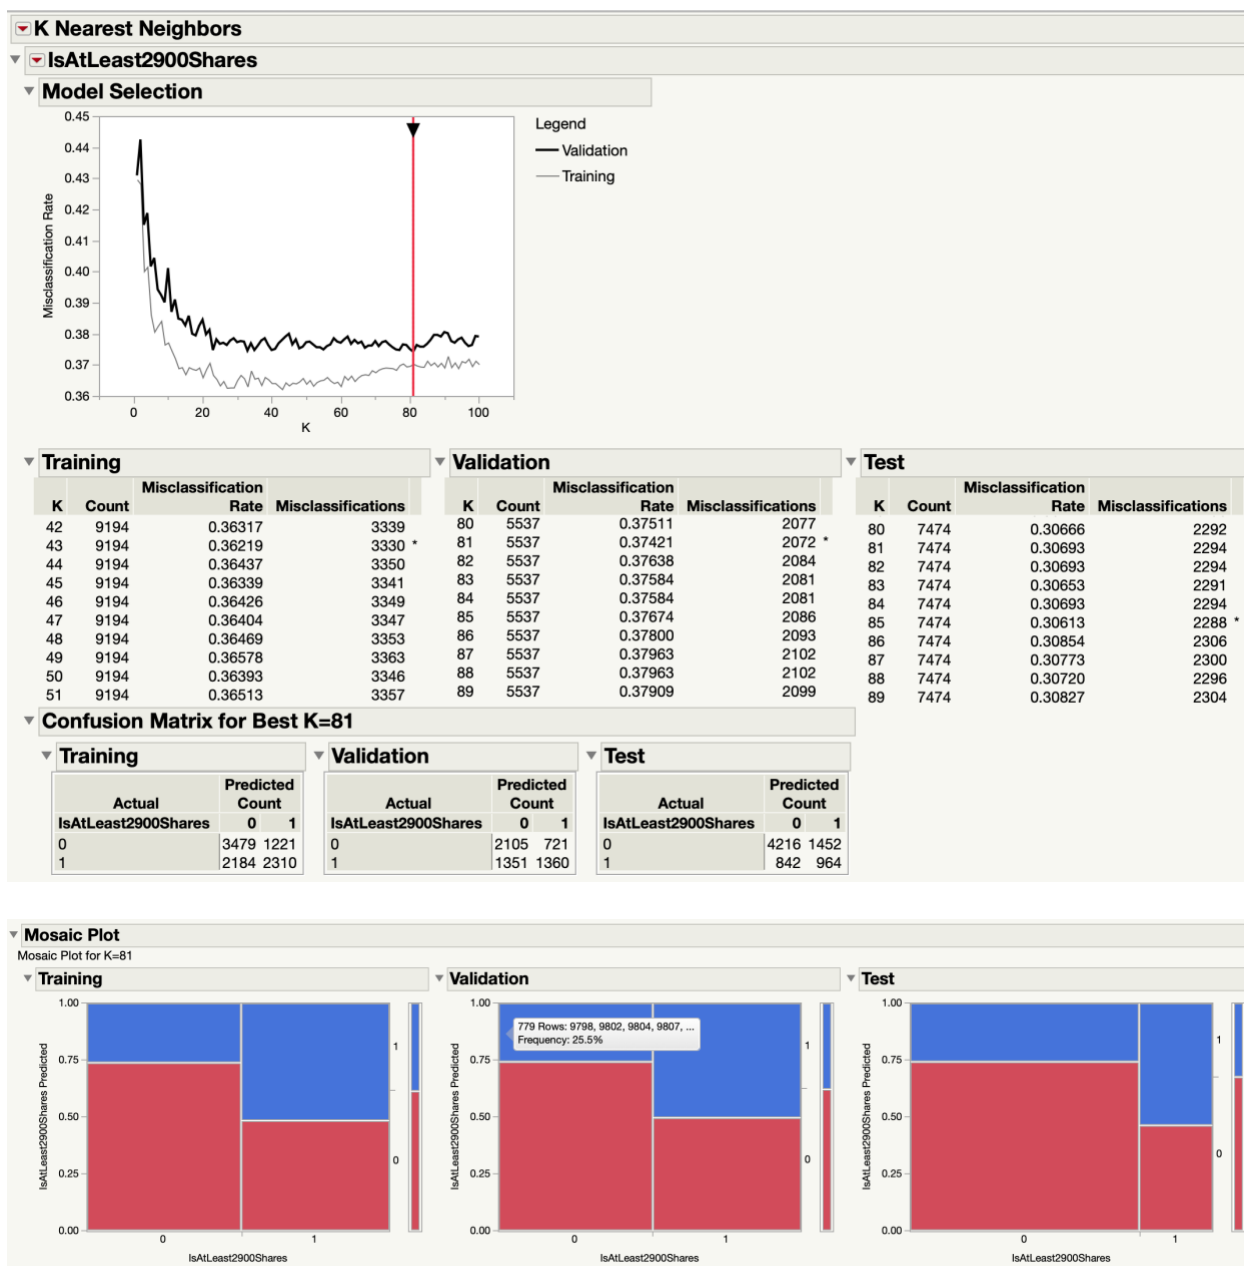 K Nearest Neighbors
IsAtLeast2900Shares
Model Selection
0.45
0.44
0.43
0.42
0.41
0.40
0.39
0.38
0.37
0.36
Misclassification Rate
0 20 40 60 80 100
K
Legend
Validation
Training
Training
Misclassification
K Count Rate Misclassifications
42 9194 0.36317 3339
43 9194 0.36219 3330 *
44 9194 0.36437 3350
45 9194 0.36339 3341
46 9194 0.36426 3349
47 9194 0.36404 3347
48 9194 0.36469 3353
49 9194 0.36578 3363
50 9194 0.36393 3346
51 9194 0.36513 3357
Validation
Misclassification
K Count Rate Misclassifications
80 5537 0.37511 2077
81 5537 0.37421 2072 *
82 5537 0.37638 2084
83 5537 0.37584 2081
84 5537 0.37584 2081
85 5537 0.37674 2086
86 5537 0.37800 2093
87 5537 0.37963 2102
88 5537 0.37963 2102
89 5537 0.37909 2099
Test
Misclassification
K Count Rate Misclassifications
80 7474 0.30666 2292
81 7474 0.30693 2294
82 7474 0.30693 2294
83 7474 0.30653 2291
84 7474 0.30693 2294
85 7474 0.30613 2288 *
86 7474 0.30854 2306
87 7474 0.30773 2300
88 7474 0.30720 2296
89 7474 0.30827 2304
Confusion Matrix for Best K=81
Training
Predicted
Actual Count
IsAtLeast2900Shares 0 1
0 3479 1221
1 2184 2310
Validation
Predicted
Actual Count
IsAtLeast2900Shares 0 1
0 2105 721
1 1351 1360
Test
Predicted
Actual Count
IsAtLeast2900Shares 0 1
0 4216 1452
1 842 964
Mosaic Plot
Mosaic Plot for K=81
Training
IsAtLeast2900Shares Predicted
1.00
0.75
0.50
0.25
0.00
1
0
0 1
IsAtLeast2900Shares
Validation
IsAtLeast2900Shares Predicted
1.00
0.75
0.50
0.25
0.00
779 Rows: 9798, 9802, 9804, 9807, ...
Frequency: 25.5%
1
0
0 1
IsAtLeast2900Shares
Test
IsAtLeast2900Shares Predicted
1.00
0.75
0.50
0.25
0.00
1
0
0 1
IsAtLeast2900Shares